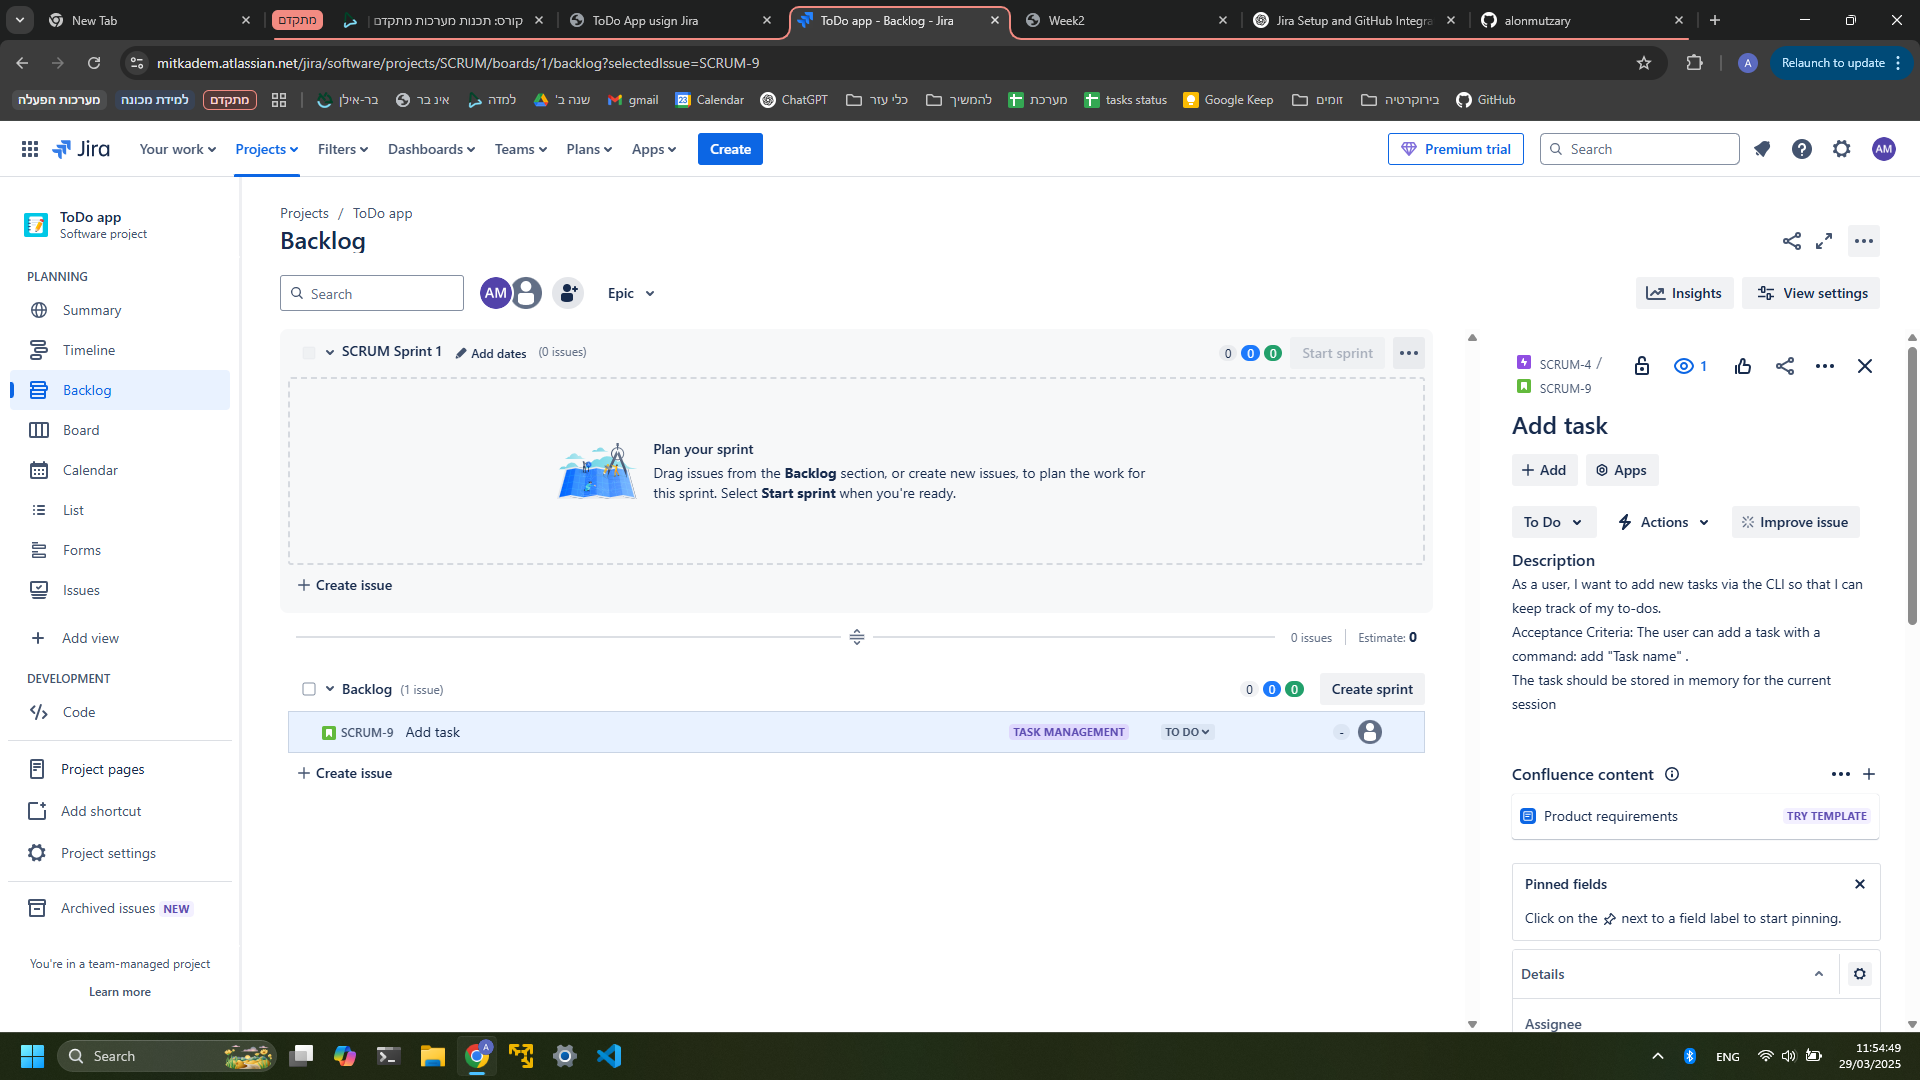 New Tab
מתקדם
קורס: תכנות מערכות מתקדם
ToDo App usign Jira
ToDo app - Backlog - Jira
Week2
Jira Setup and GitHub Integra
alonmutzary
mitkadem.atlassian.net/jira/software/projects/SCRUM/boards/1/backlog?selectedIssue=SCRUM-9
A
Relaunch to update
מערכות הפעלה
למידת מכונה
מתקדם
בר-אילן
אינ בר
למדה
שנה ב'
gmail
Calendar
ChatGPT
כלי עזר
להמשיך
מערכת
tasks status
Google Keep
זומים
בירוקרטיה
GitHub
Jira
Your work
Projects
Filters
Dashboards
Teams
Plans
Apps
Create
Premium trial
Search
AM
ToDo app
Software project
PLANNING
Summary
Timeline
Backlog
Board
Calendar
List
Forms
Issues
Add view
DEVELOPMENT
Code
Project pages
Add shortcut
Project settings
Archived issues NEW
You're in a team-managed project
Learn more
Projects / ToDo app
Backlog
Search
AM
Epic
Insights
View settings
SCRUM Sprint 1 Add dates (0 issues)
0 0 0 Start sprint
Plan your sprint
Drag issues from the Backlog section, or create new issues, to plan the work for
this sprint. Select Start sprint when you're ready.
+ Create issue
0 issues Estimate: 0
Backlog (1 issue)
0 0 0 Create sprint
SCRUM-9 Add task TASK MANAGEMENT TO DO -
+ Create issue
SCRUM-4 /
SCRUM-9
1
Add task
+ Add
Apps
To Do
Actions
Improve issue
Description
As a user, I want to add new tasks via the CLI so that I can
keep track of my to-dos.
Acceptance Criteria: The user can add a task with a
command: add "Task name" .
The task should be stored in memory for the current
session
Confluence content
Product requirements TRY TEMPLATE
Pinned fields
Click on the next to a field label to start pinning.
Details
Assignee
Search
A
ENG
11:54:49
29/03/2025